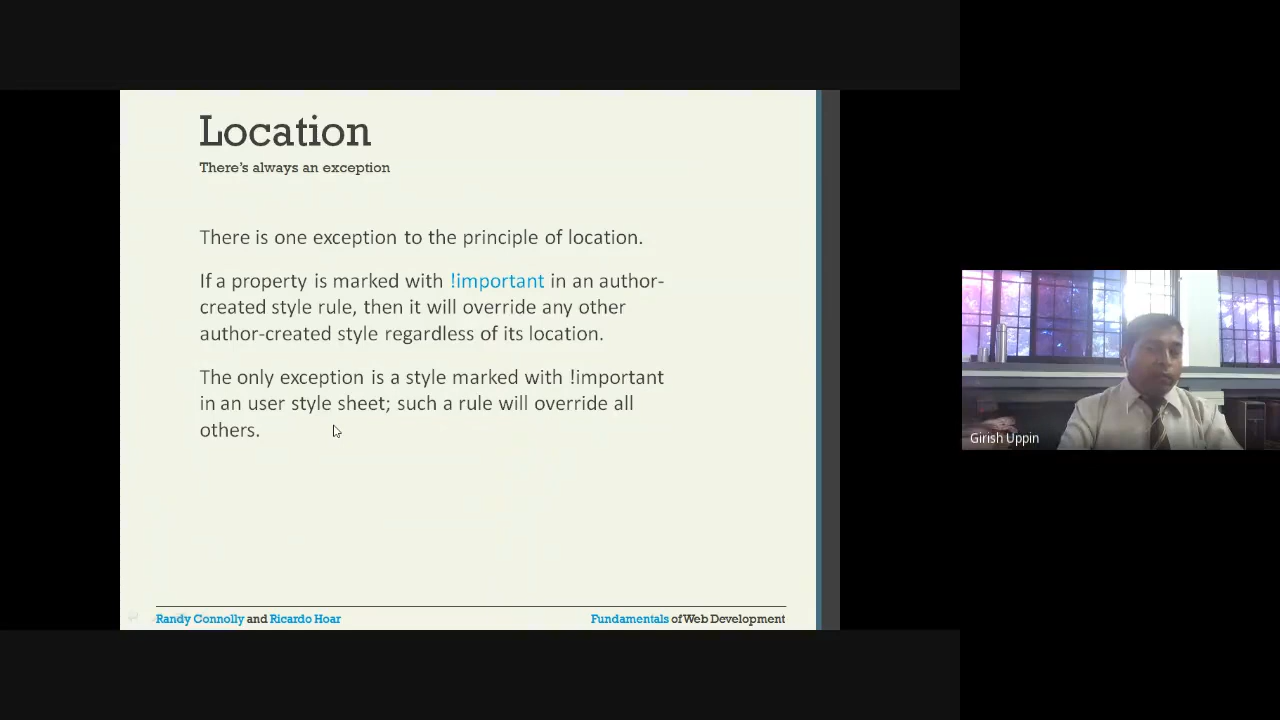 Location
There's always an exception
There is one exception to the principle of location.
If a property is marked with !important in an author-
created style rule, then it will override any other
author-created style regardless of its location.
The only exception is a style marked with !important
in an user style sheet; such a rule will override all
others.
Randy Connolly and Ricardo Hoar
Fundamentals of Web Development
Girish Uppin